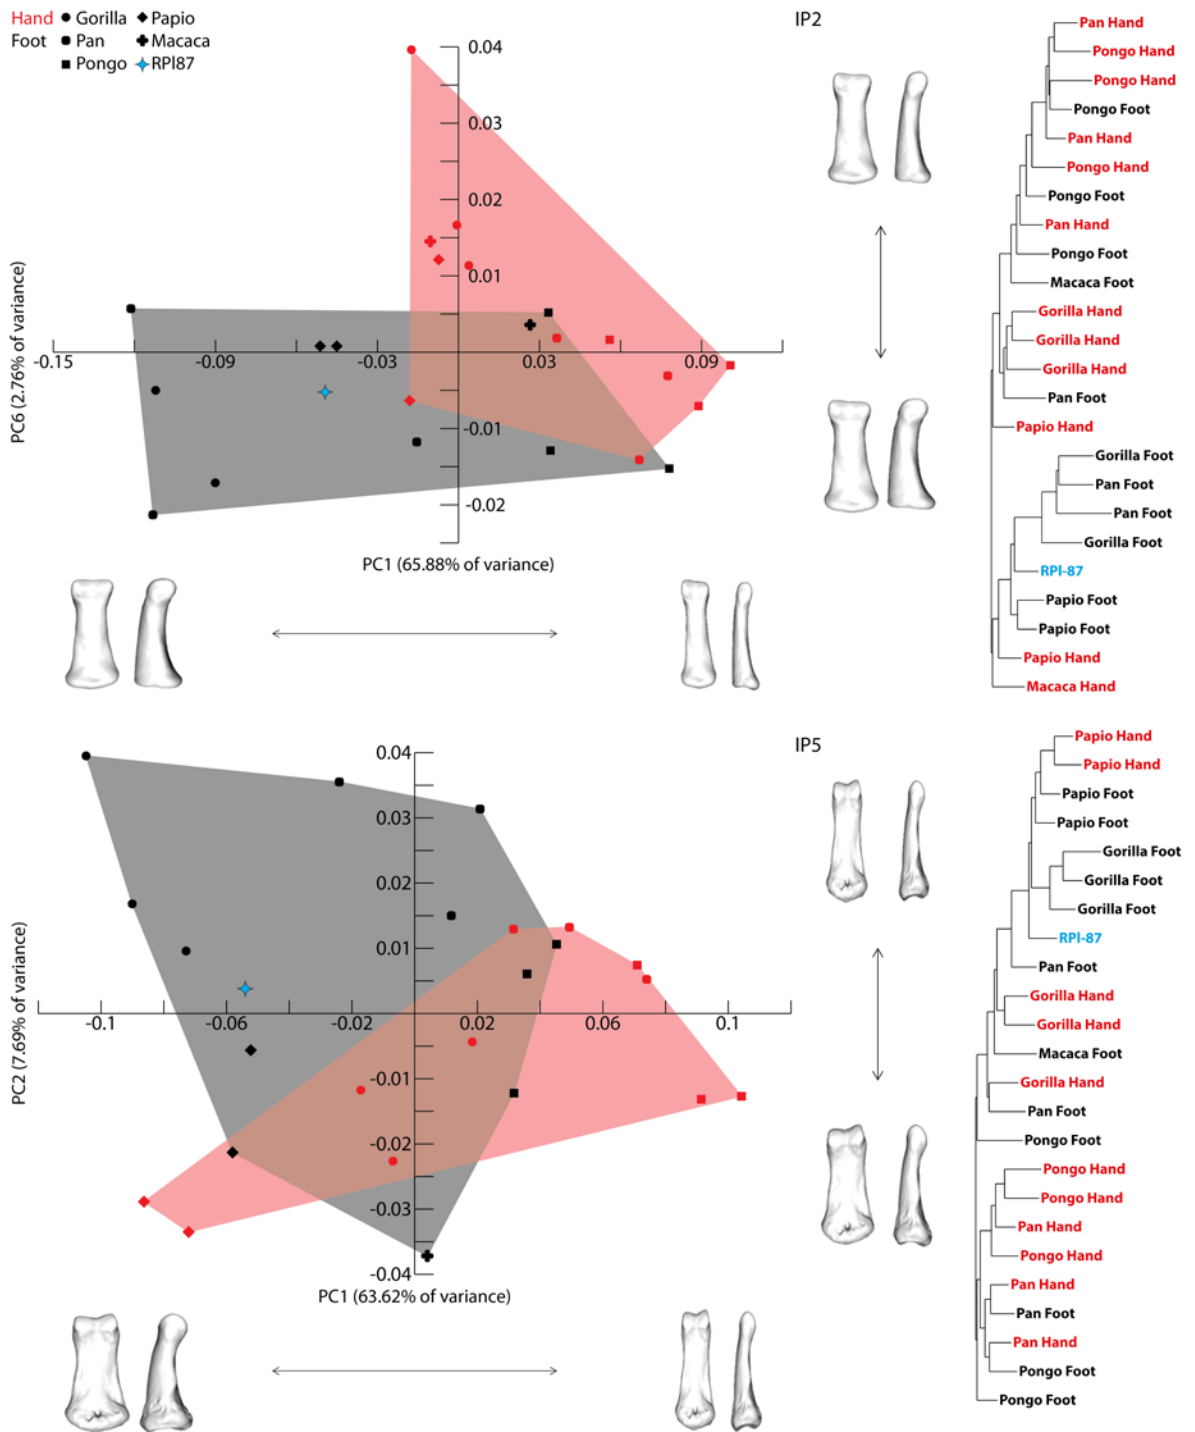 Hand Gorilla Papio
Foot Pan Macaca
Pongo RPI87
IP2
0.04
0.03
0.02
0.01
-0.15 -0.09 -0.03 0.03 0.09
-0.01
-0.02
PC6 (2.76% of variance)
PC1 (65.88% of variance)
Pan Hand
Pongo Hand
Pongo Hand
Pongo Foot
Pan Hand
Pongo Hand
Pongo Foot
Pan Hand
Pongo Foot
Macaca Foot
Gorilla Hand
Gorilla Hand
Gorilla Hand
Pan Foot
Papio Hand
Gorilla Foot
Pan Foot
Pan Foot
Gorilla Foot
RPI-87
Papio Foot
Papio Foot
Papio Hand
Macaca Hand
IP5
0.04
0.03
0.02
0.01
-0.1 -0.06 -0.02 0.02 0.06 0.1
-0.01
-0.02
-0.03
-0.04
PC2 (7.69% of variance)
PC1 (63.62% of variance)
Papio Hand
Papio Hand
Papio Foot
Papio Foot
Gorilla Foot
Gorilla Foot
Gorilla Foot
RPI-87
Pan Foot
Gorilla Hand
Gorilla Hand
Macaca Foot
Gorilla Hand
Pan Foot
Pongo Foot
Pongo Hand
Pongo Hand
Pan Hand
Pongo Hand
Pan Hand
Pan Foot
Pan Hand
Pongo Foot
Pongo Foot